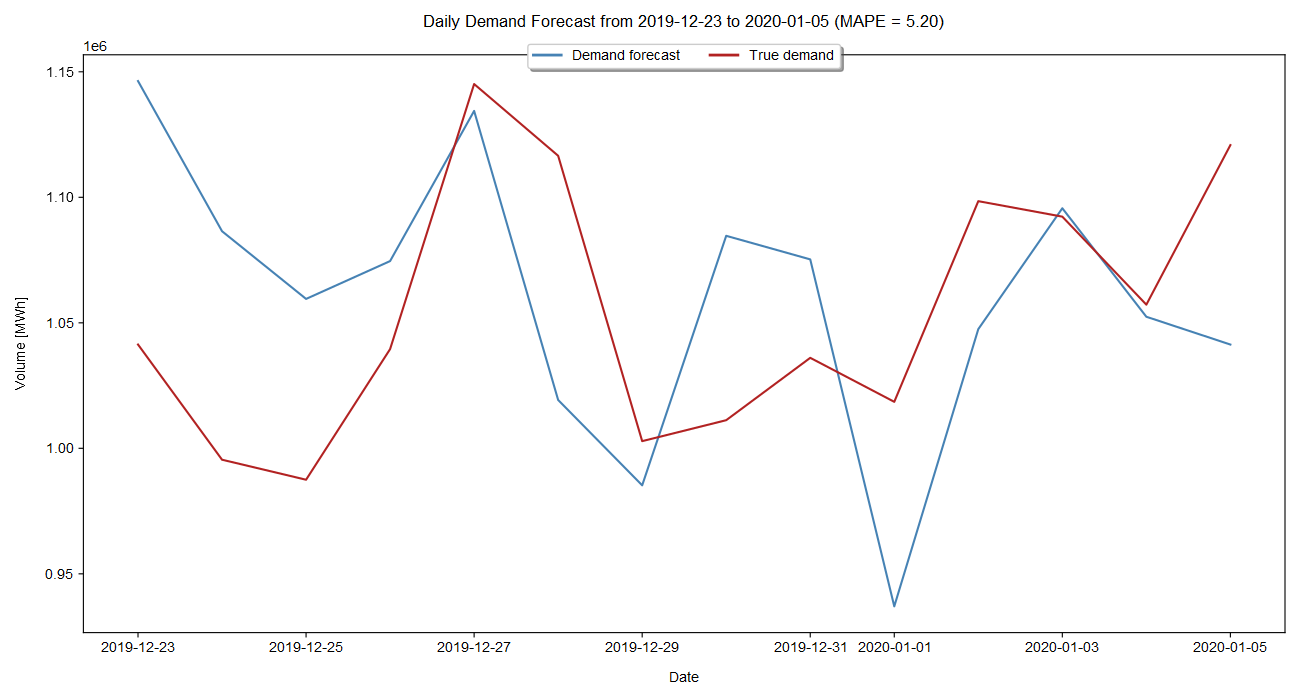 Daily Demand Forecast from 2019-12-23 to 2020-01-05 (MAPE = 5.20)
1e6
Demand forecast True demand
1.15
1.10
1.05
1.00
0.95
Volume [MWh]
2019-12-23 2019-12-25 2019-12-27 2019-12-29 2019-12-31 2020-01-01 2020-01-03 2020-01-05
Date